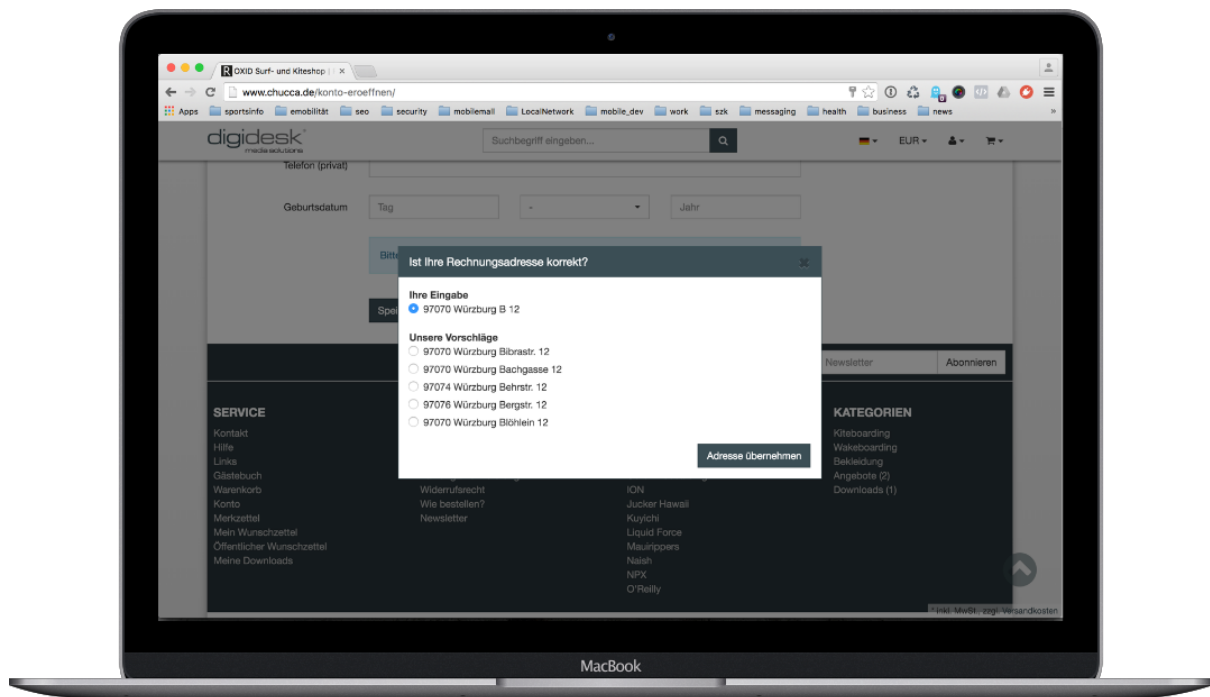 OXID Surf- und Kiteshop |
www.chucca.de/konto-eroeffnen/
Apps sportsinfo emobilität seo security mobilemall LocalNetwork mobile_dev work szk messaging health business news »
digidesk
media solutions
Suchbegriff eingeben...
EUR
Telefon (privat)
Geburtsdatum Tag - Jahr
Bitte
Ist Ihre Rechnungsadresse korrekt?
Ihre Eingabe
97070 Würzburg B 12
Spei
Unsere Vorschläge
97070 Würzburg Bibrastr. 12
97070 Würzburg Bachgasse 12
97074 Würzburg Behrstr. 12
97076 Würzburg Bergstr. 12
97070 Würzburg Blöhlein 12
Adresse übernehmen
Newsletter Abonnieren
SERVICE
Kontakt
Hilfe
Links
Gästebuch
Warenkorb
Konto
Merkzettel
Mein Wunschzettel
Öffentlicher Wunschzettel
Meine Downloads
Widerrufsrecht
Wie bestellen?
Newsletter
ION
Jucker Hawaii
Kuyichi
Liquid Force
Mauirippers
Naish
NPX
O'Reilly
KATEGORIEN
Kiteboarding
Wakeboarding
Bekleidung
Angebote (2)
Downloads (1)
* inkl. MwSt., zzgl. Versandkosten
MacBook